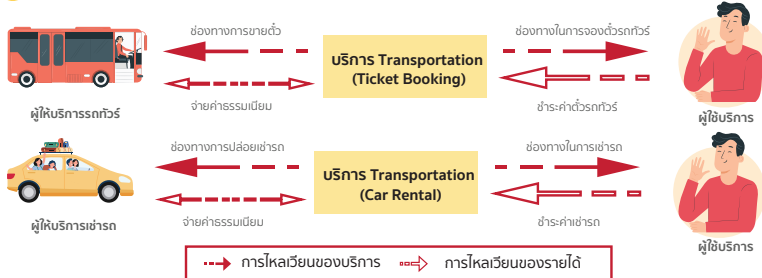 ช่องทางการขายตั๋ว
ช่องทางในการจองตั๋วรถทัวร์
บริการ Transportation
(Ticket Booking)
จ่ายค่าธรรมเนียม
ชำระค่าตั๋วรถทัวร์
ผู้ให้บริการรถทัวร์
ผู้ใช้บริการ
ช่องทางการปล่อยเช่ารถ
ช่องทางในการเช่ารถ
บริการ Transportation
(Car Rental)
จ่ายค่าธรรมเนียม
ชำระค่าเช่ารถ
ผู้ให้บริการเช่ารถ
ผู้ใช้บริการ
การไหลเวียนของบริการ
การไหลเวียนของรายได้